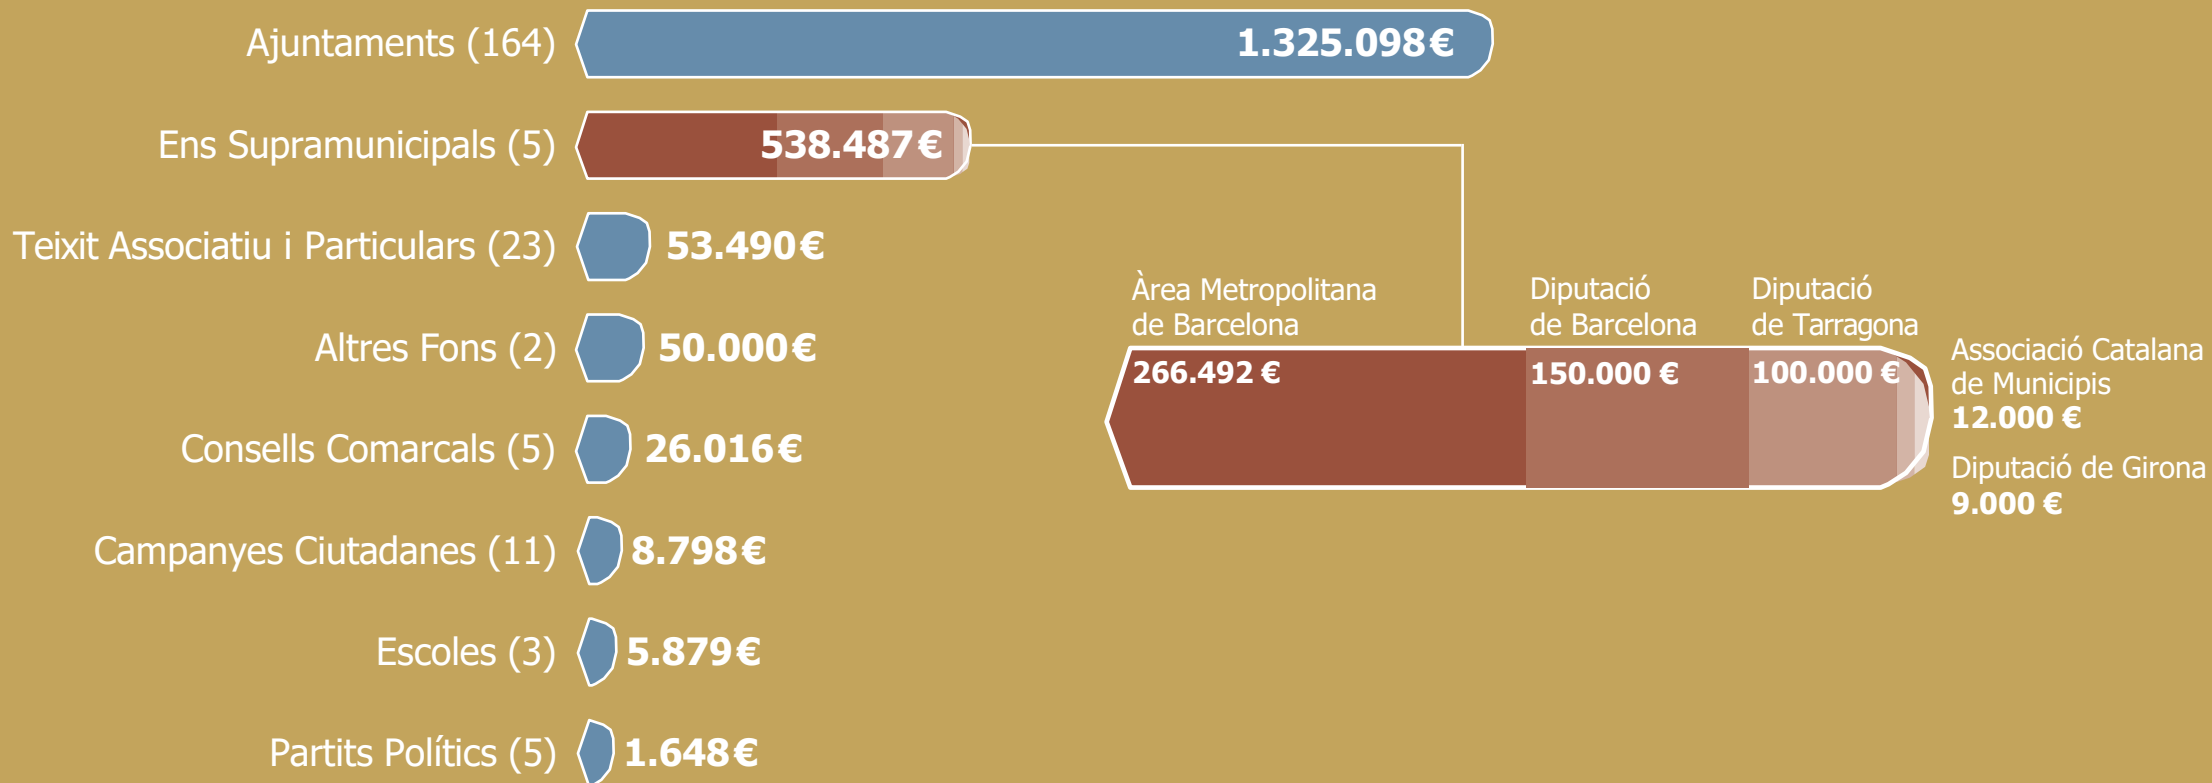 Ajuntaments (164) 1.325.098 €
Ens Supramunicipals (5) 538.487 €
Teixit Associatiu i Particulars (23) 53.490 €
Altres Fons (2) 50.000 €
Consells Comarcals (5) 26.016 €
Campanyes Ciutadanes (11) 8.798 €
Escoles (3) 5.879 €
Partits Polítics (5) 1.648 €
Àrea Metropolitana
de Barcelona
266.492 €
Diputació
de Barcelona
150.000 €
Diputació
de Tarragona
100.000 €
Associació Catalana
de Municipis
12.000 €
Diputació de Girona
9.000 €